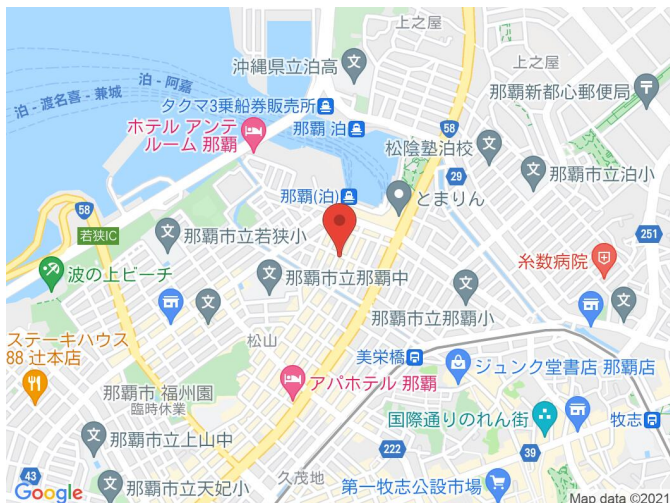 上之屋
沖縄県立泊高
上之屋
泊 - 渡名喜 - 兼城
泊 - 阿嘉
那覇新都心郵便局
タクマ3乗船券販売所
ホテル アンテ
ルーム 那覇
那覇 泊
58
松陰塾泊校
29
那覇市立泊小
那覇(泊)
とまりん
58
若狭IC
那覇市立若狭小
251
糸数病院
波の上ビーチ
那覇市立那覇中
那覇市立那覇小
ステーキハウス
88 辻本店
松山
美栄橋
ジュンク堂書店 那覇店
アパホテル 那覇
那覇市 福州園
臨時休業
国際通りのれん街
牧志
那覇市立上山中
222
39
43
久茂地
第一牧志公設市場
那覇市立天妃小
Google
Map data ©202